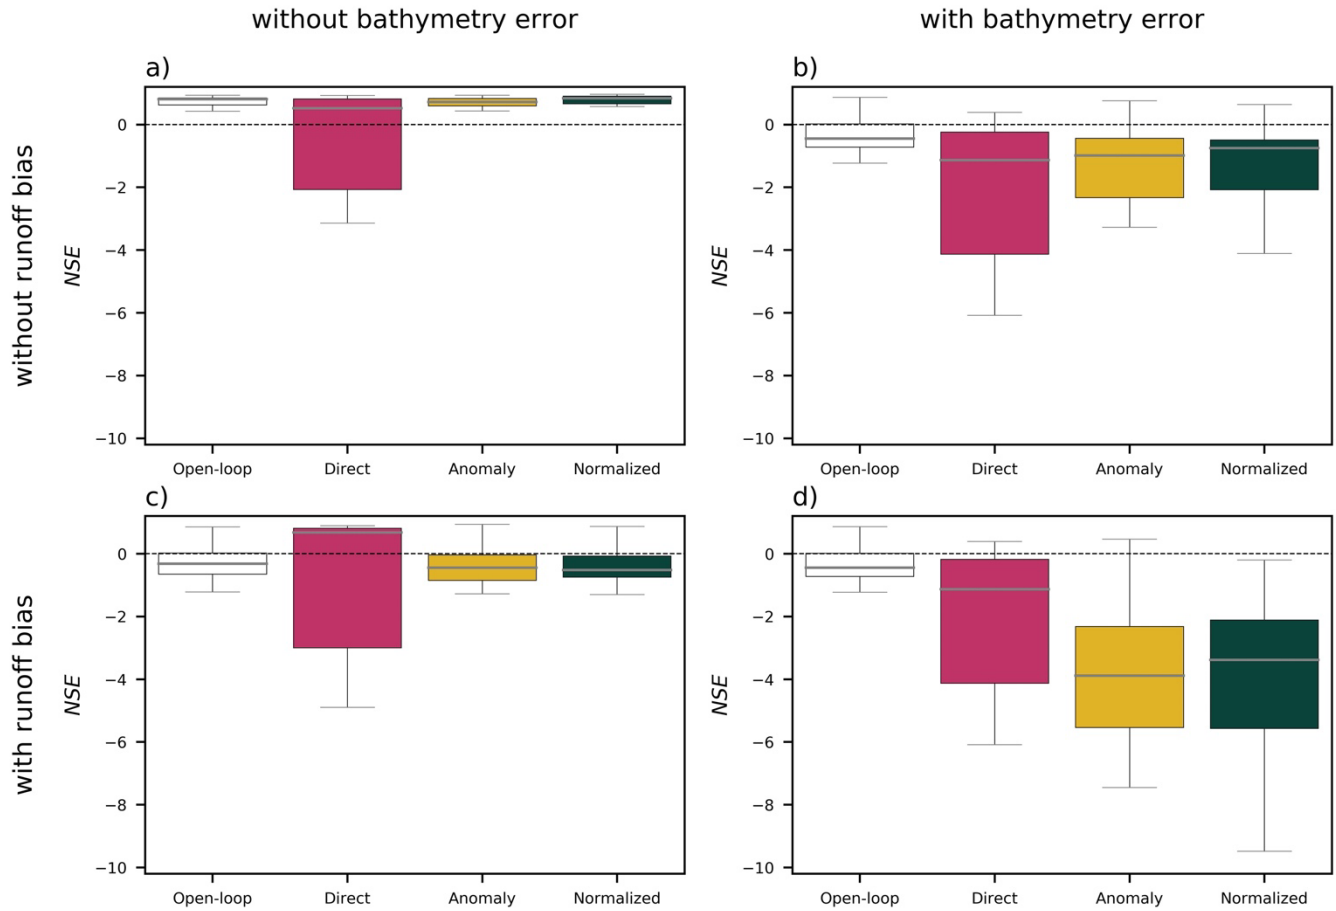 without bathymetry error
with bathymetry error
without runoff bias
with runoff bias
a)
NSE
0
−2
−4
−6
−8
−10
Open-loop Direct Anomaly Normalized
b)
NSE
0
−2
−4
−6
−8
−10
Open-loop Direct Anomaly Normalized
c)
NSE
0
−2
−4
−6
−8
−10
Open-loop Direct Anomaly Normalized
d)
NSE
0
−2
−4
−6
−8
−10
Open-loop Direct Anomaly Normalized